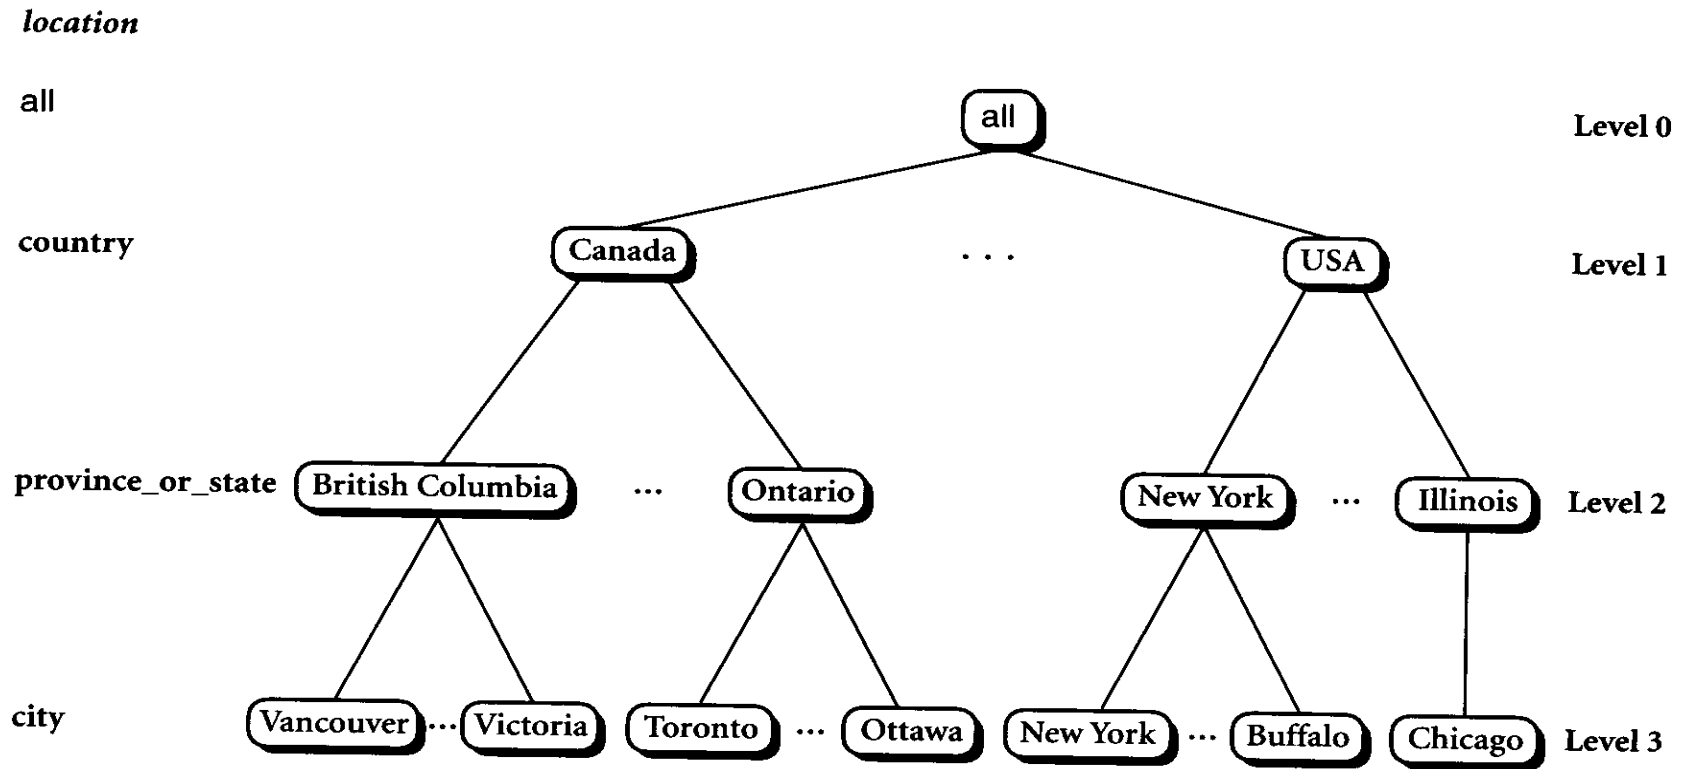 location
all all Level 0
country Canada . . . USA Level 1
province_or_state British Columbia ... Ontario New York ... Illinois Level 2
city Vancouver ... Victoria Toronto ... Ottawa New York ... Buffalo Chicago Level 3